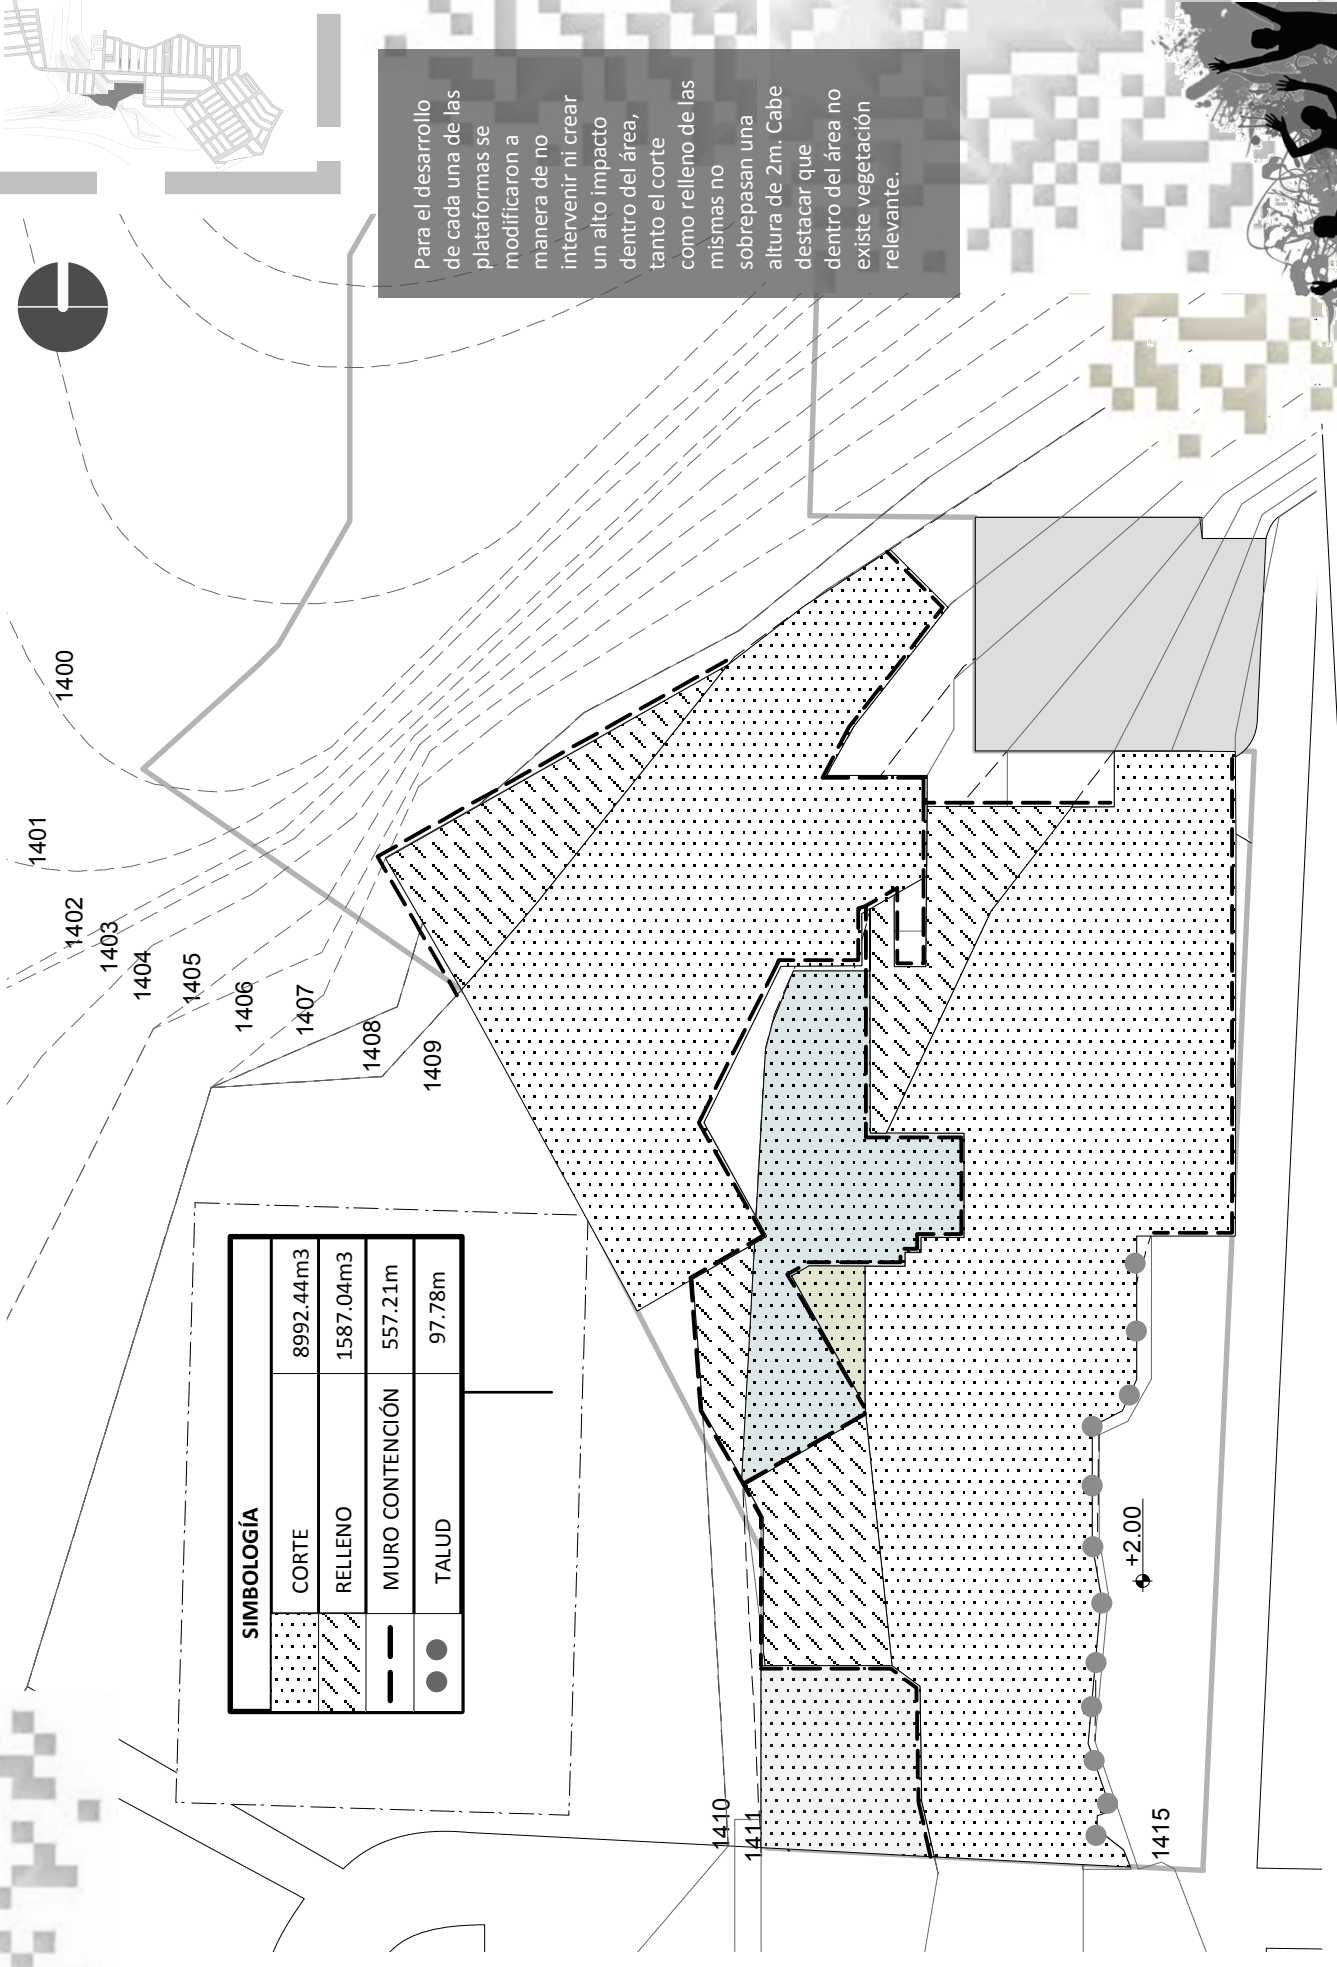 Para el desarrollo
de cada una de las
plataformas se
modificaron a
manera de no
intervenir ni crear
un alto impacto
dentro del área,
tanto el corte
como relleno de las
mismas no
sobrepasan una
altura de 2m. Cabe
destacar que
dentro del área no
existe vegetación
relevante.
SIMBOLOGÍA
CORTE 8992.44m3
RELLENO 1587.04m3
MURO CONTENCIÓN 557.21m
TALUD 97.78m
1400
1401
1402
1403
1404
1405
1406
1407
1408
1409
1410
1411
1415
+2.00